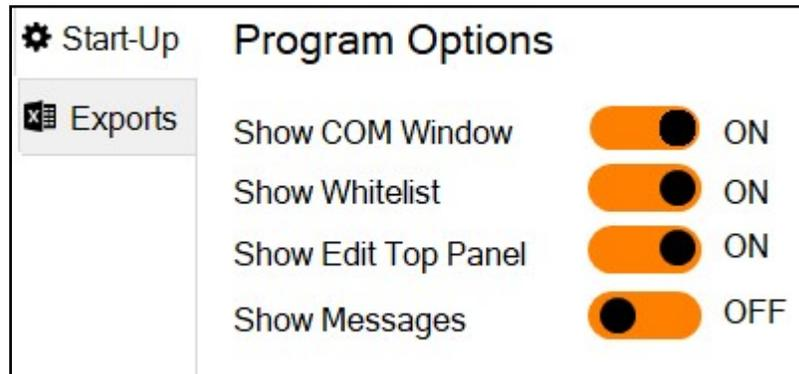 Start-Up
Exports
Program Options
Show COM Window ON
Show Whitelist ON
Show Edit Top Panel ON
Show Messages OFF